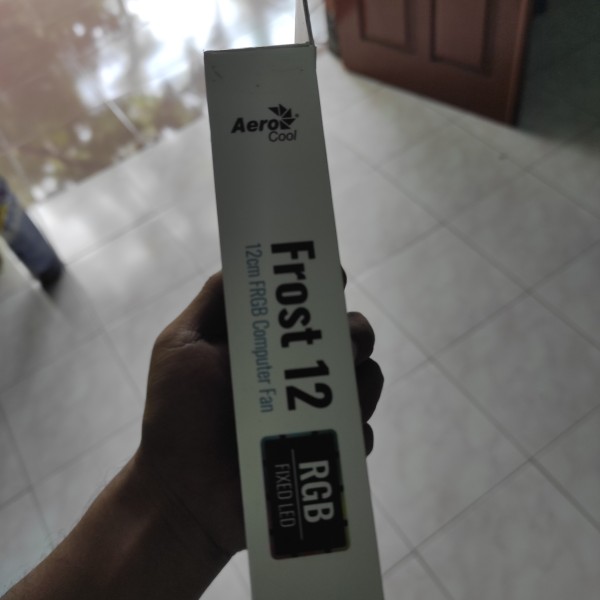 Aero
Cool
Frost 12
12cm FRGB Computer Fan
RGB
FIXED LED